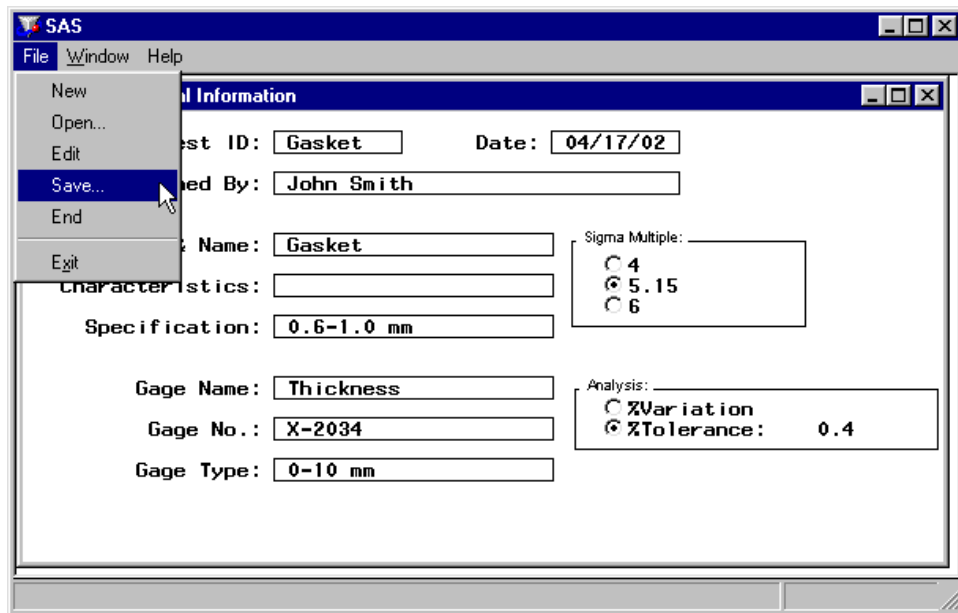 SAS
File Window Help
New
Open...
Edit
Save...
End
Exit
l Information
est ID: Gasket Date: 04/17/02
ned By: John Smith
& Name: Gasket
Characteristics:
Specification: 0.6-1.0 mm
Sigma Multiple:
4
5.15
6
Gage Name: Thickness
Gage No.: X-2034
Gage Type: 0-10 mm
Analysis:
%Variation
%Tolerance: 0.4